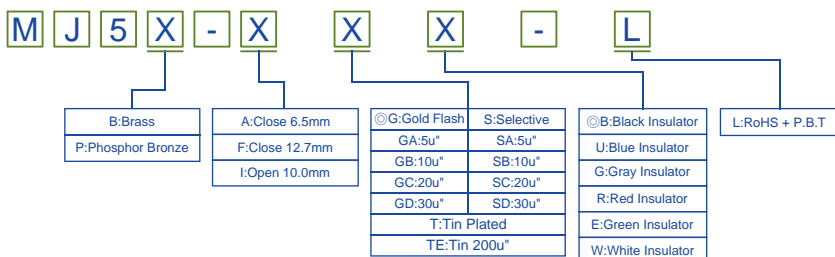 M J 5 X - X X X - L
B:Brass
P:Phosphor Bronze
A:Close 6.5mm
F:Close 12.7mm
I:Open 10.0mm
◎G:Gold Flash S:Selective
GA:5u" SA:5u"
GB:10u" SB:10u"
GC:20u" SC:20u"
GD:30u" SD:30u"
T:Tin Plated
TE:Tin 200u"
◎B:Black Insulator
U:Blue Insulator
G:Gray Insulator
R:Red Insulator
E:Green Insulator
W:White Insulator
L:RoHS + P.B.T